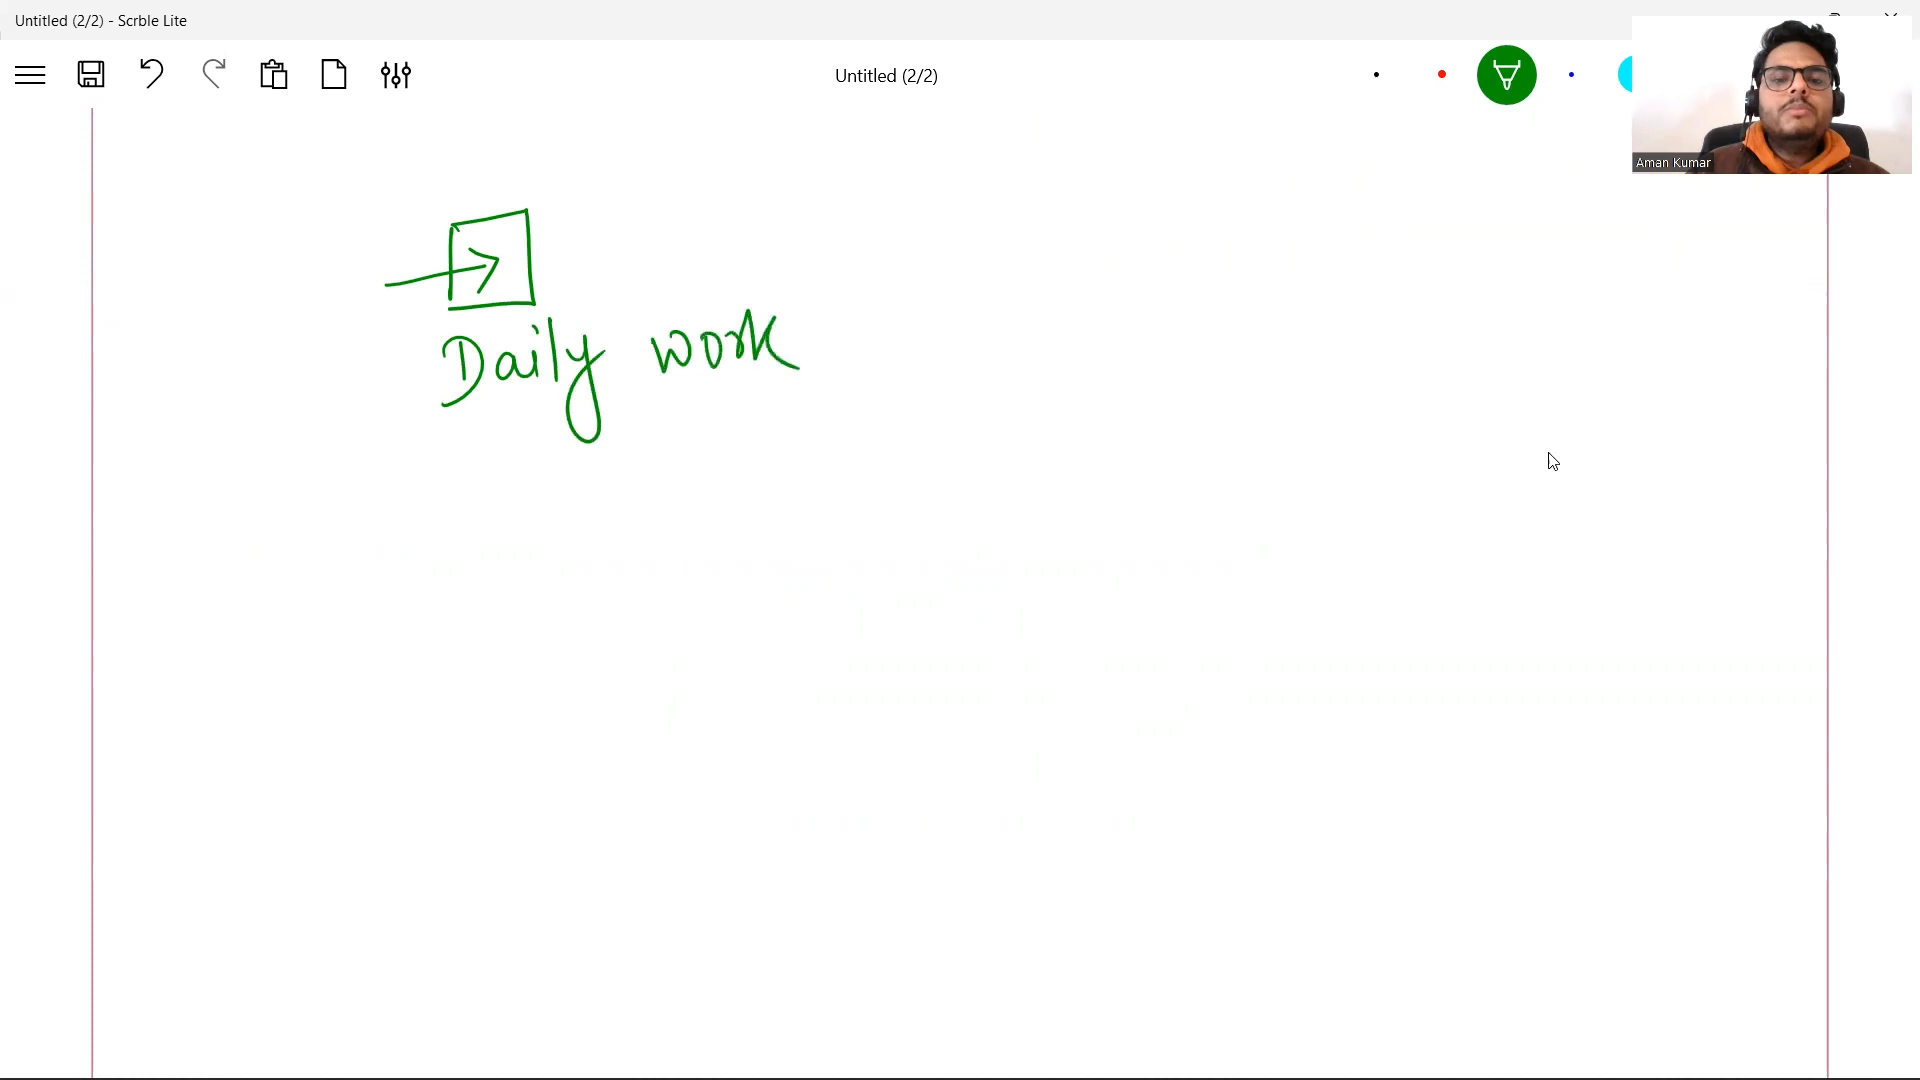 Untitled (2/2) - Scrble Lite
Untitled (2/2)
Aman Kumar
Daily work